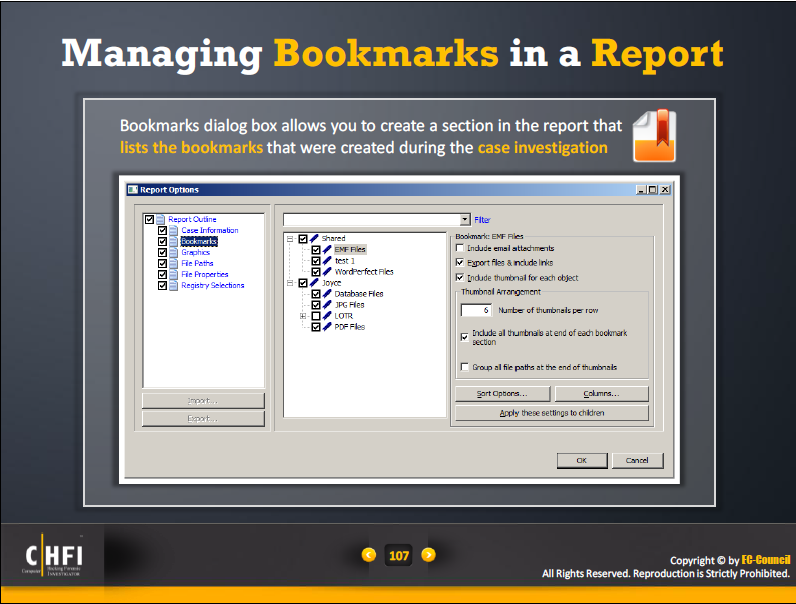 Managing Bookmarks in a Report
Bookmarks dialog box allows you to create a section in the report that
lists the bookmarks that were created during the case investigation
Report Options
Report Outline
Case Information
Bookmarks
Graphics
File Paths
File Properties
Registry Selections
Import...
Export...
Filter
Shared
EMF Files
test 1
WordPerfect Files
Joyce
Database Files
JPG Files
LOTR
PDF Files
Bookmark: EMF Files
Include email attachments
Export files & include links
Include thumbnail for each object
Thumbnail Arrangement
6 Number of thumbnails per row
Include all thumbnails at end of each bookmark
section
Group all file paths at the end of thumbnails
Sort Options... Columns...
Apply these settings to children
OK Cancel
CHFI
Computer Hacking Forensic
INVESTIGATOR
107
Copyright © by EC-Council
All Rights Reserved. Reproduction is Strictly Prohibited.